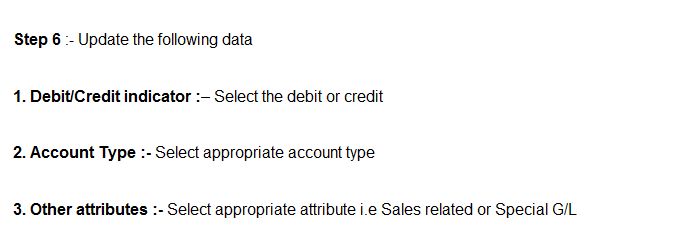 Step 6 :- Update the following data
1. Debit/Credit indicator :– Select the debit or credit
2. Account Type :- Select appropriate account type
3. Other attributes :- Select appropriate attribute i.e Sales related or Special G/L